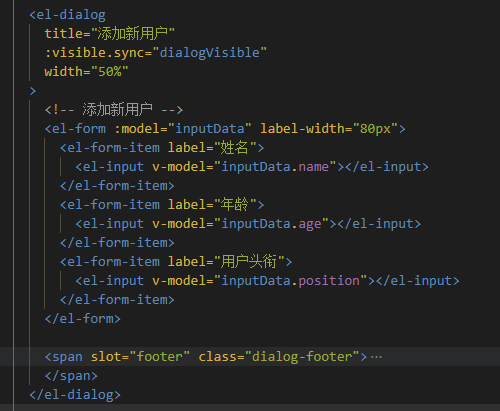 <el-dialog
title="添加新用户"
:visible.sync="dialogVisible"
width="50%"
>
<!-- 添加新用户 -->
<el-form :model="inputData" label-width="80px">
<el-form-item label="姓名">
<el-input v-model="inputData.name"></el-input>
</el-form-item>
<el-form-item label="年龄">
<el-input v-model="inputData.age"></el-input>
</el-form-item>
<el-form-item label="用户头衔">
<el-input v-model="inputData.position"></el-input>
</el-form-item>
</el-form>
<span slot="footer" class="dialog-footer">…
</span>
</el-dialog>